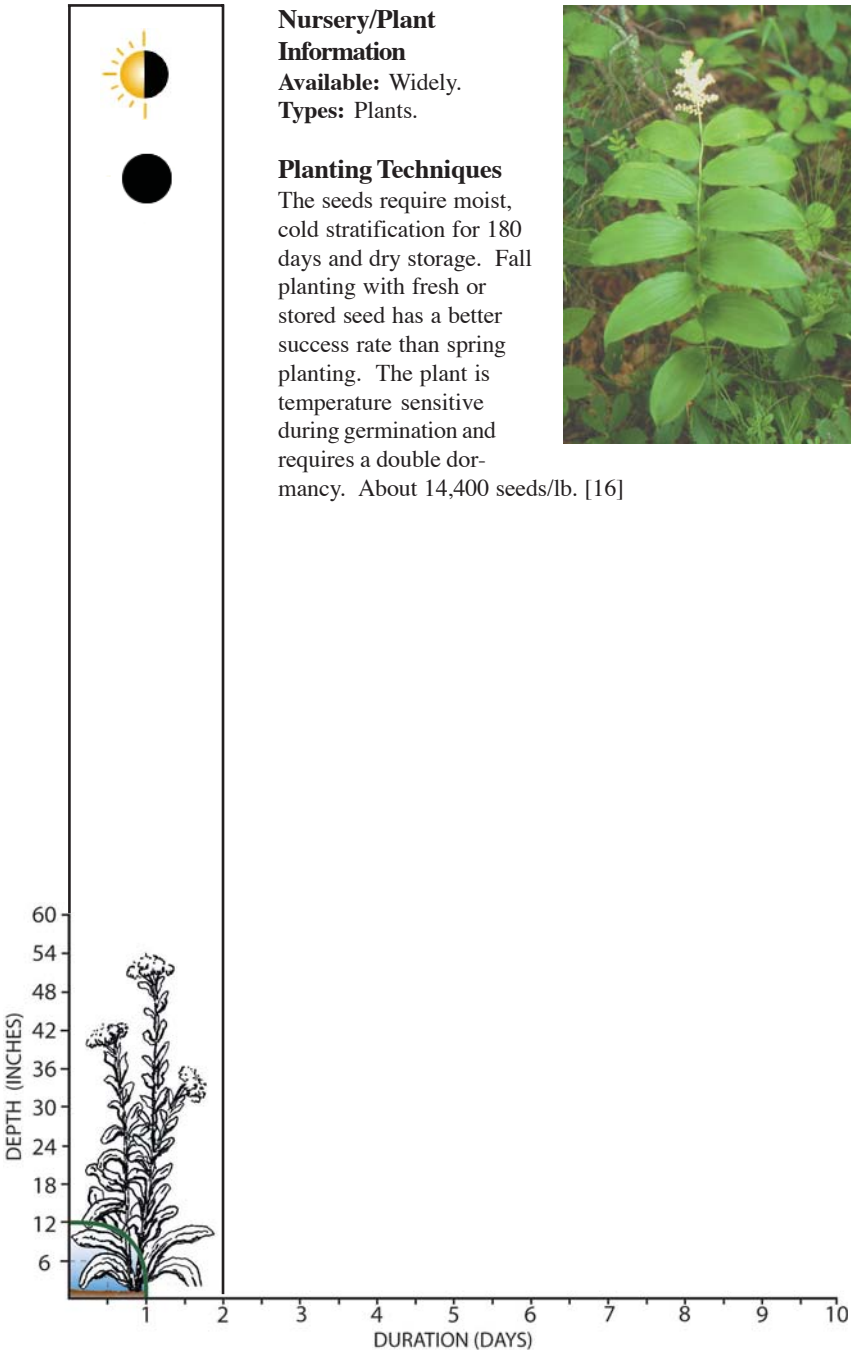 Nursery/Plant
Information
Available: Widely.
Types: Plants.
Planting Techniques
The seeds require moist,
cold stratification for 180
days and dry storage. Fall
planting with fresh or
stored seed has a better
success rate than spring
planting. The plant is
temperature sensitive
during germination and
requires a double dor-
mancy. About 14,400 seeds/lb. [16]
60
54
48
42
36
30
24
18
12
6
DEPTH (INCHES)
1 2 3 4 5 6 7 8 9 10
DURATION (DAYS)